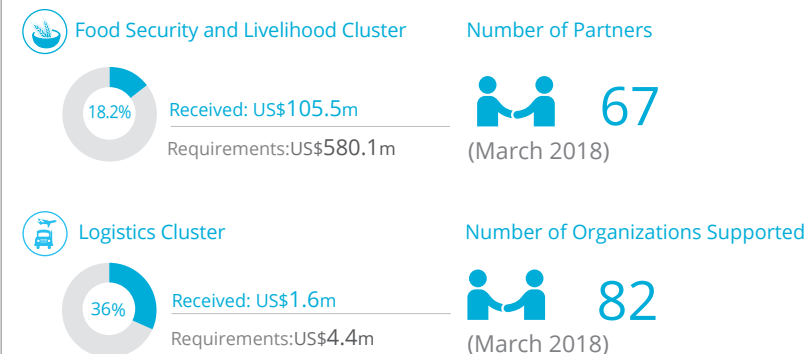 Food Security and Livelihood Cluster
Number of Partners
18.2%
Received: US$105.5m
Requirements:US$580.1m
67
(March 2018)
Logistics Cluster
Number of Organizations Supported
36%
Received: US$1.6m
Requirements:US$4.4m
82
(March 2018)